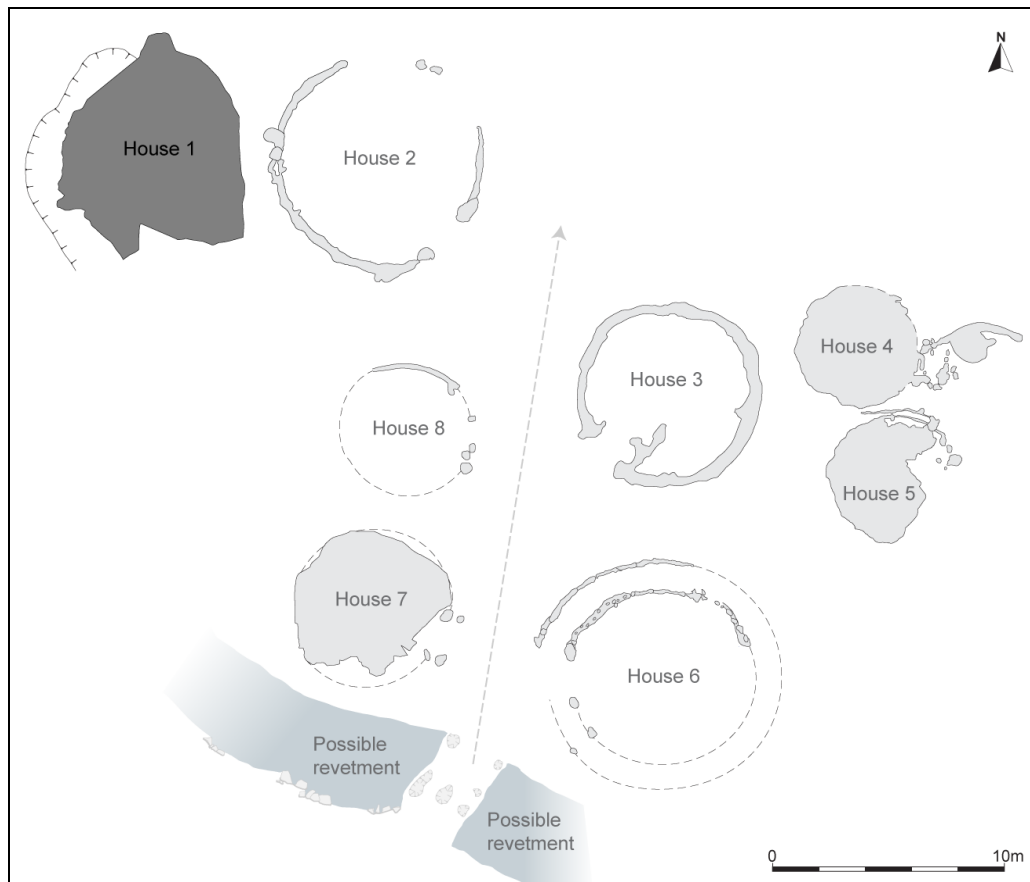 N
House 1
House 2
House 3
House 4
House 8
House 5
House 7
House 6
Possible
revetment
Possible
revetment
0
10m